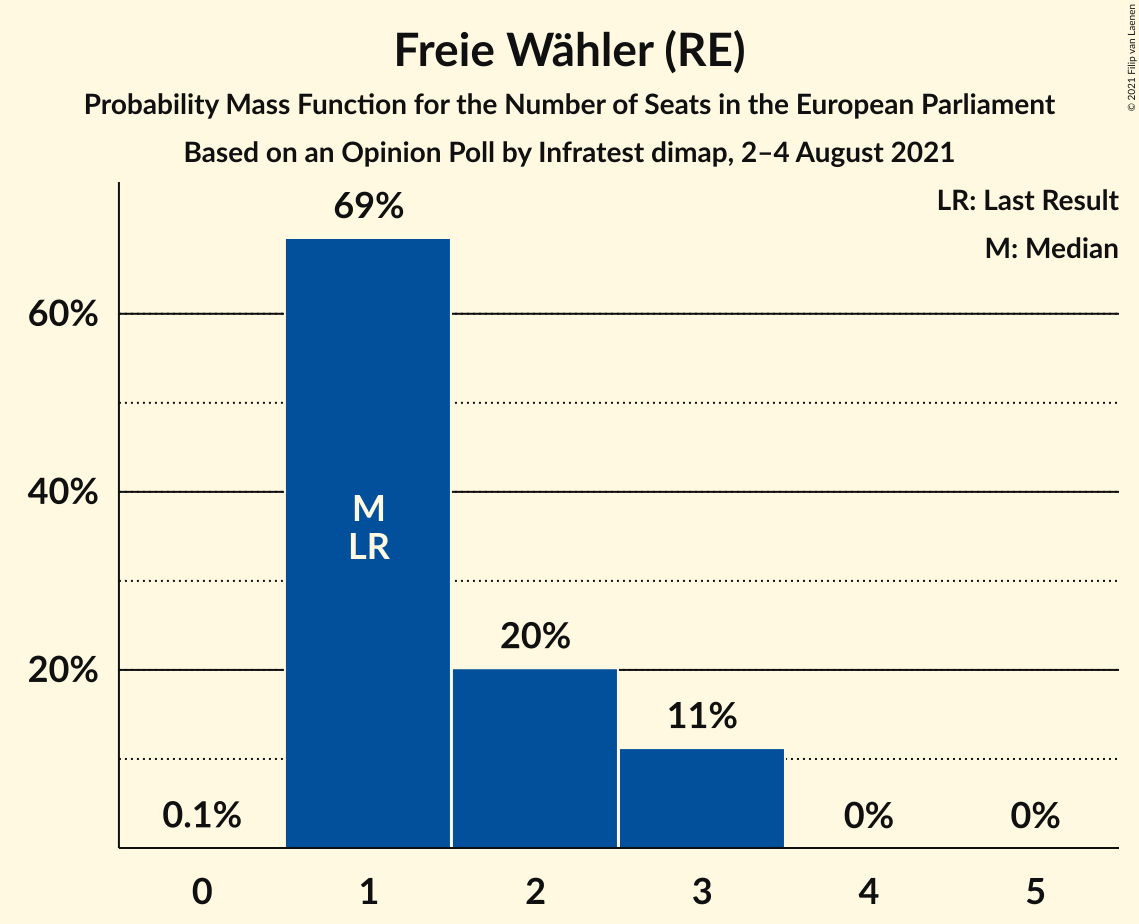 Freie Wähler (RE)
Probability Mass Function for the Number of Seats in the European Parliament
Based on an Opinion Poll by Infratest dimap, 2–4 August 2021
© 2021 Filip van Laenen
LR: Last Result
M: Median
69%
60%
40%
20%
M
LR
20%
11%
0.1%
0%
0%
0 1 2 3 4 5